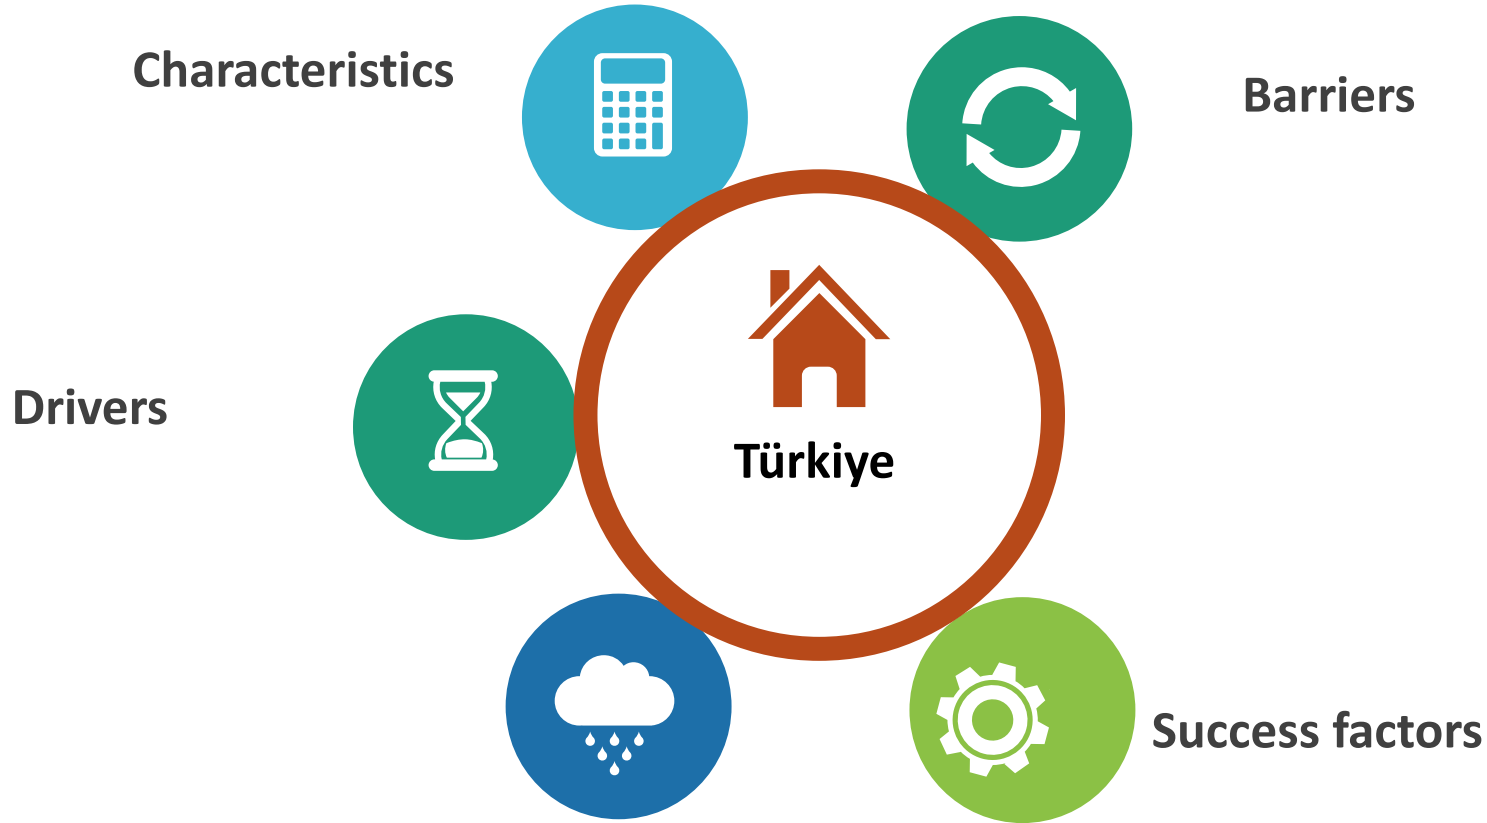 Characteristics
Barriers
Drivers
Türkiye
Success factors